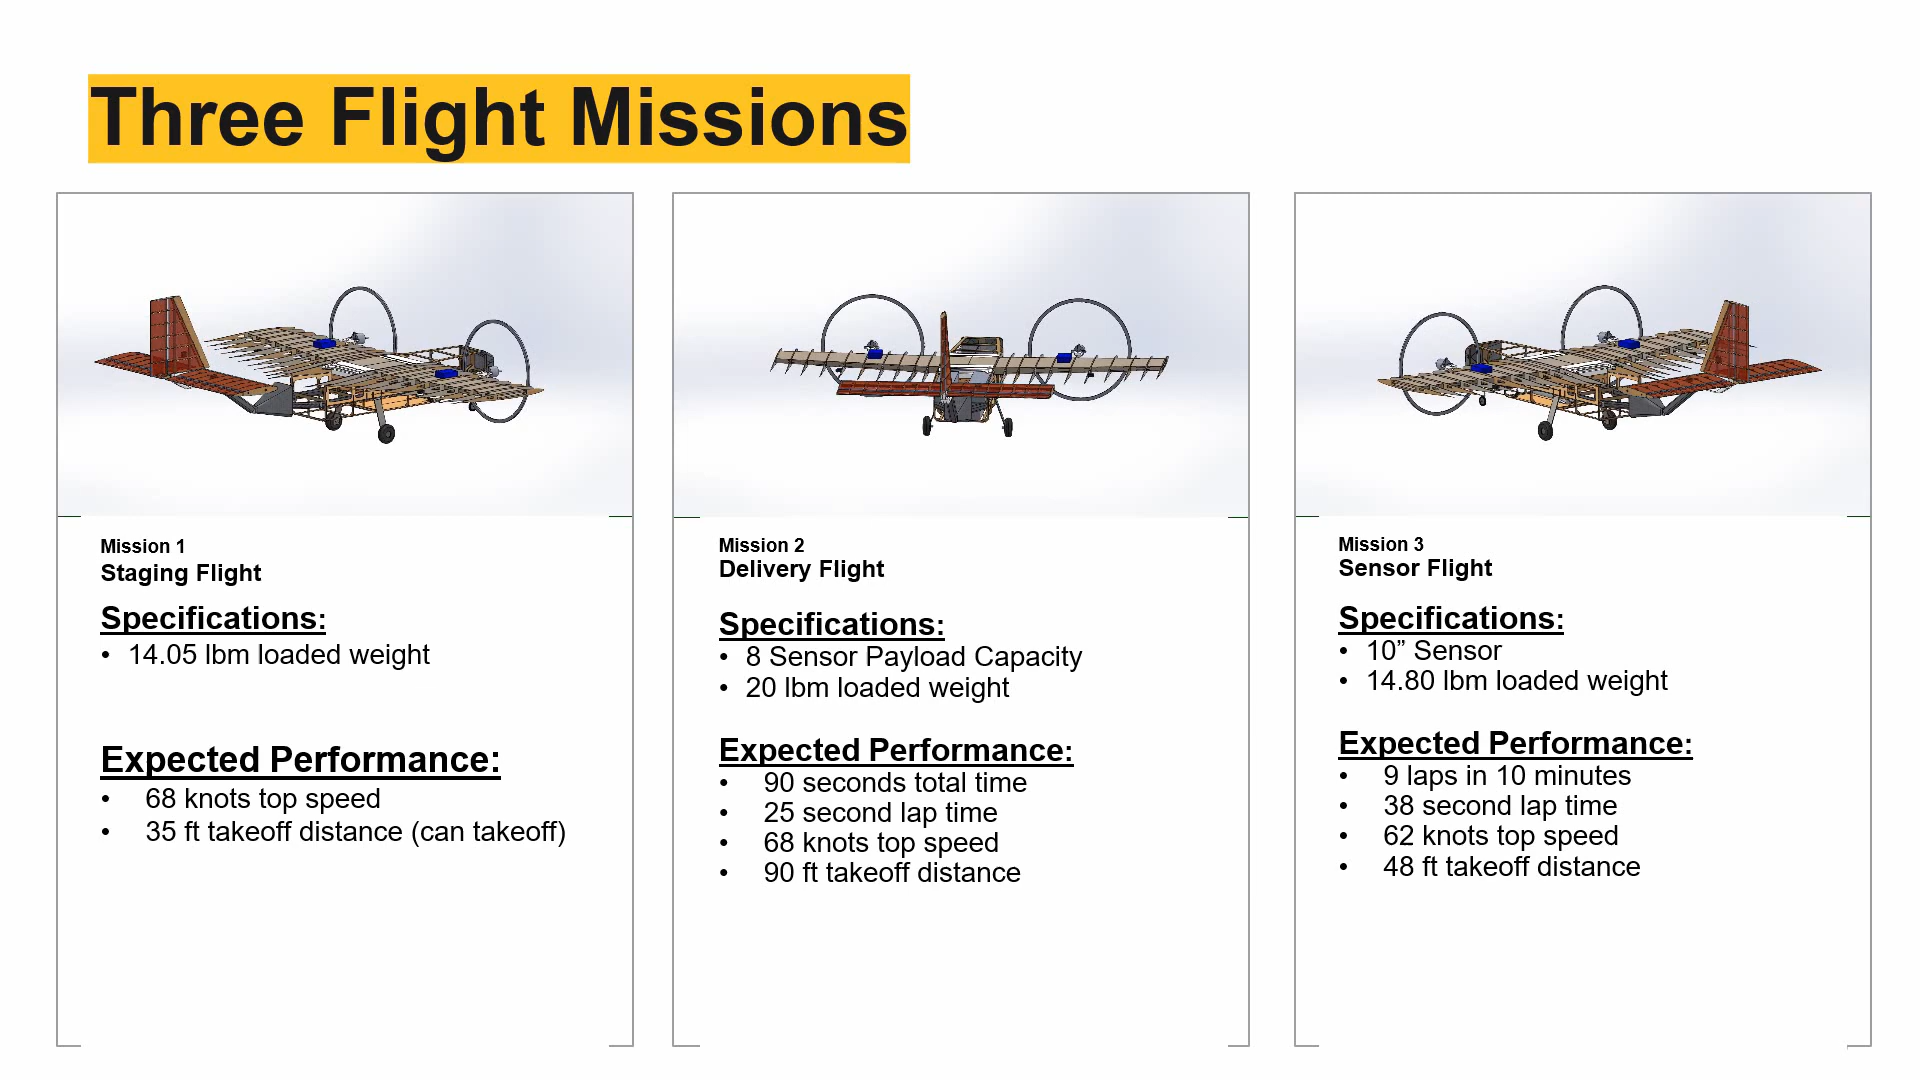 Three Flight Missions
Mission 1
Staging Flight
Specifications:
• 14.05 lbm loaded weight
Expected Performance:
• 68 knots top speed
• 35 ft takeoff distance (can takeoff)
Mission 2
Delivery Flight
Specifications:
• 8 Sensor Payload Capacity
• 20 lbm loaded weight
Expected Performance:
• 90 seconds total time
• 25 second lap time
• 68 knots top speed
• 90 ft takeoff distance
Mission 3
Sensor Flight
Specifications:
• 10” Sensor
• 14.80 lbm loaded weight
Expected Performance:
• 9 laps in 10 minutes
• 38 second lap time
• 62 knots top speed
• 48 ft takeoff distance